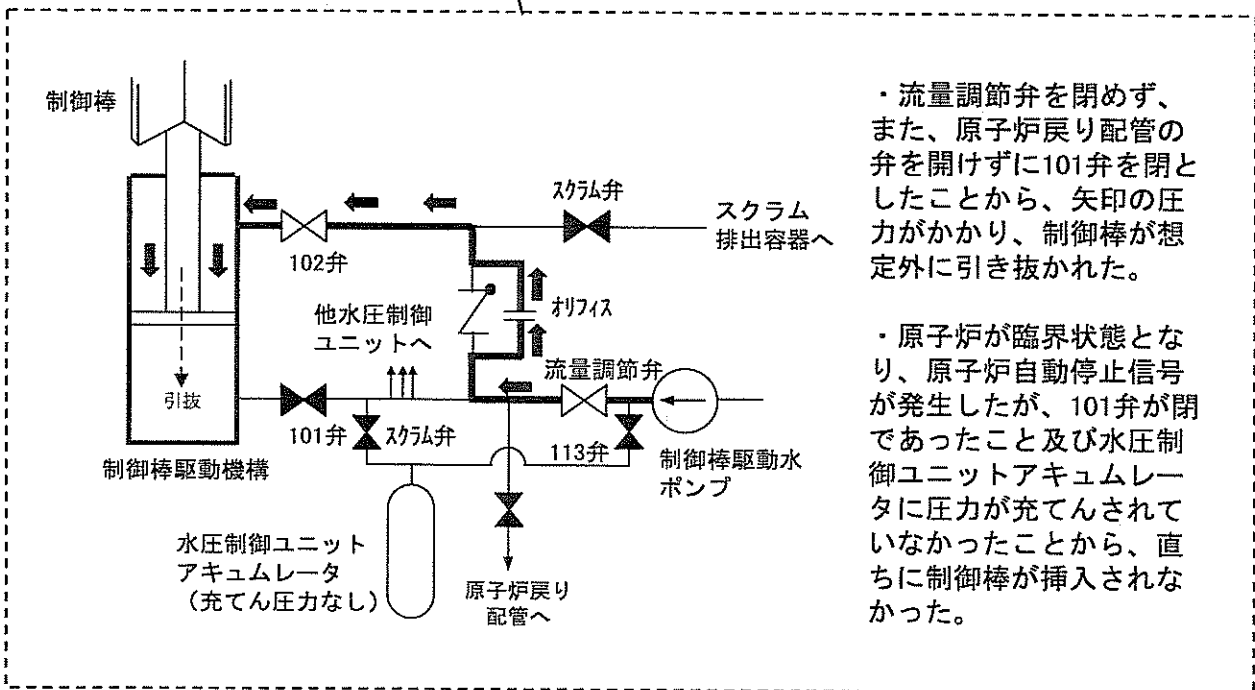 制御棒
スクラム弁
スクラム
排出容器へ
102弁
他水圧制御
ユニットへ
オリフィス
流量調節弁
引抜
101弁
スクラム弁
113弁
制御棒駆動機構
制御棒駆動水
ポンプ
水圧制御ユニット
アキュムレータ
（充てん圧力なし）
原子炉戻り
配管へ
・流量調節弁を閉めず、
また、原子炉戻り配管の
弁を開けずに101弁を閉と
したことから、矢印の圧
力がかかり、制御棒が想
定外に引き抜かれた。
・原子炉が臨界状態とな
り、原子炉自動停止信号
が発生したが、101弁が閉
であったこと及び水圧制
御ユニットアキュムレー
タに圧力が充てんされて
いなかったことから、直
ちに制御棒が挿入されな
かった。